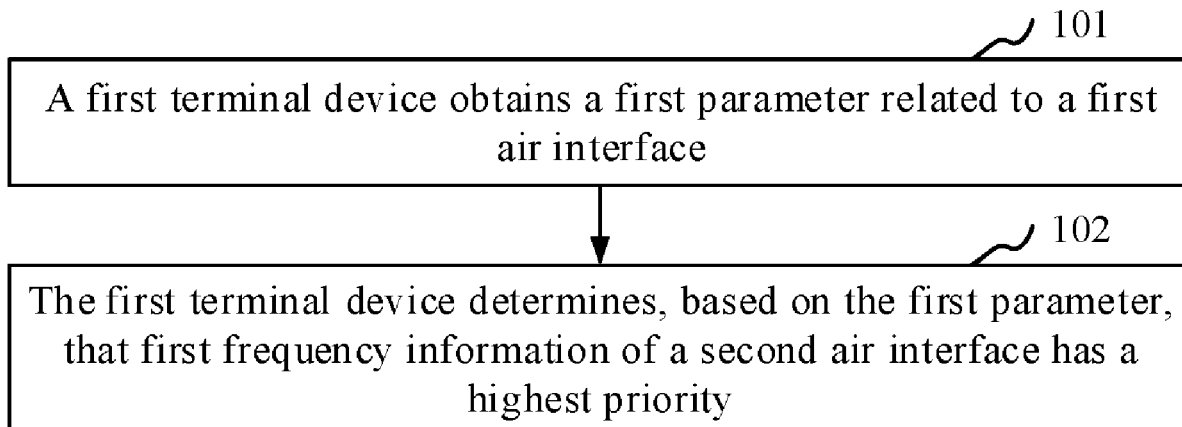 101
A first terminal device obtains a first parameter related to a first
air interface
102
The first terminal device determines, based on the first parameter,
that first frequency information of a second air interface has a
highest priority